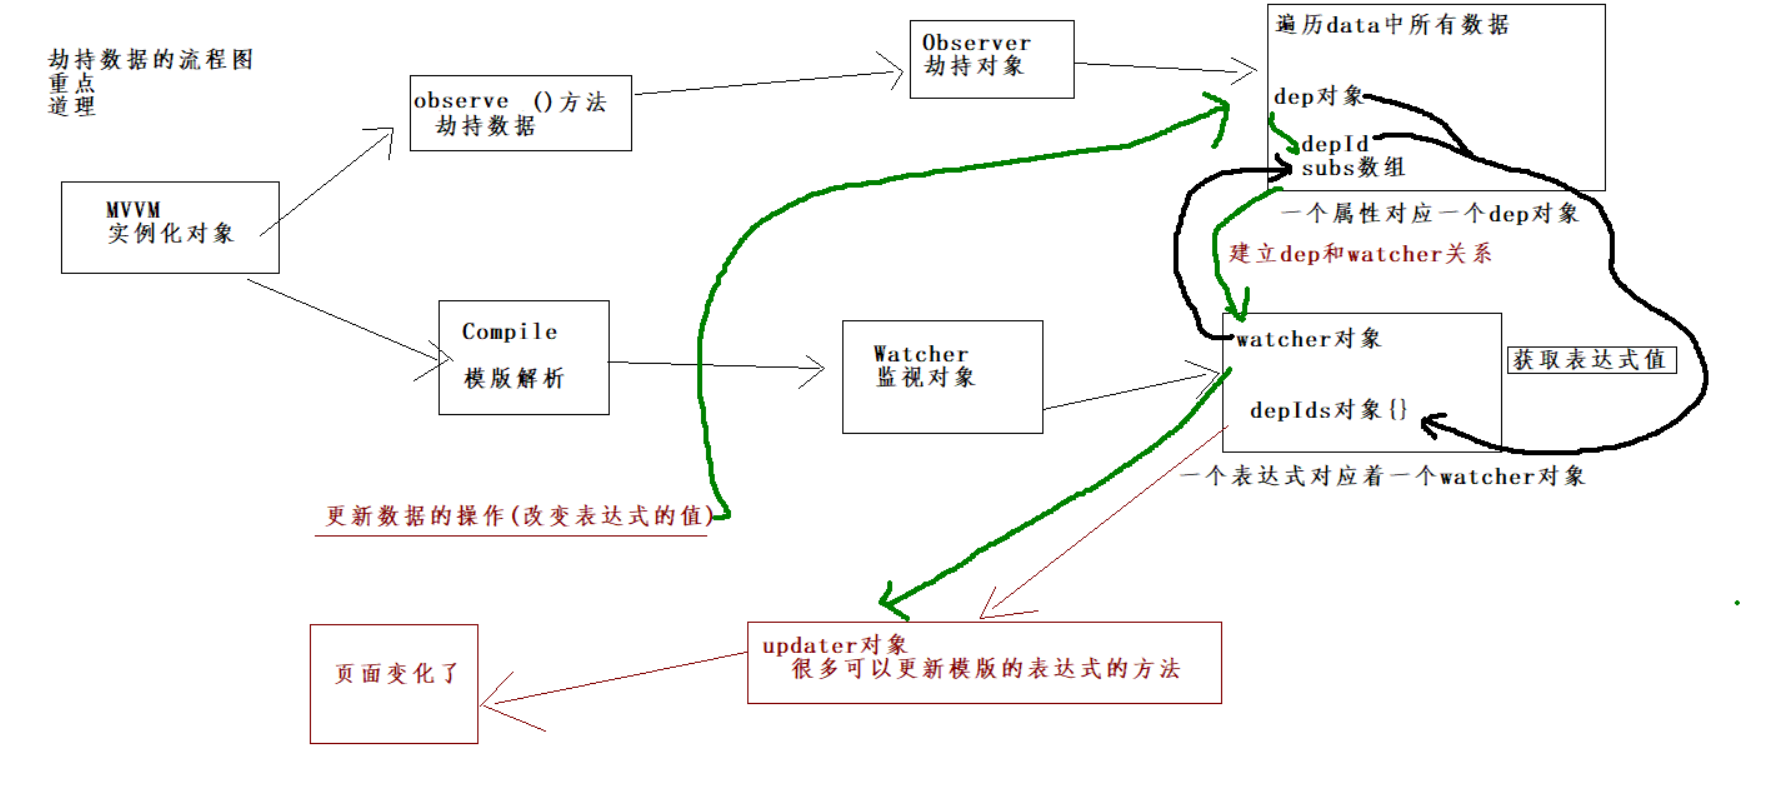 劫持数据的流程图
重点
道理
MVVM
实例化对象
observe ()方法
劫持数据
Observer
劫持对象
遍历data中所有数据
dep对象
depId
subs数组
一个属性对应一个dep对象
建立dep和watcher关系
Compile
模版解析
Watcher
监视对象
watcher对象
depIds对象{}
获取表达式值
一个表达式对应着一个watcher对象
更新数据的操作(改变表达式的值)
updater对象
很多可以更新模版的表达式的方法
页面变化了